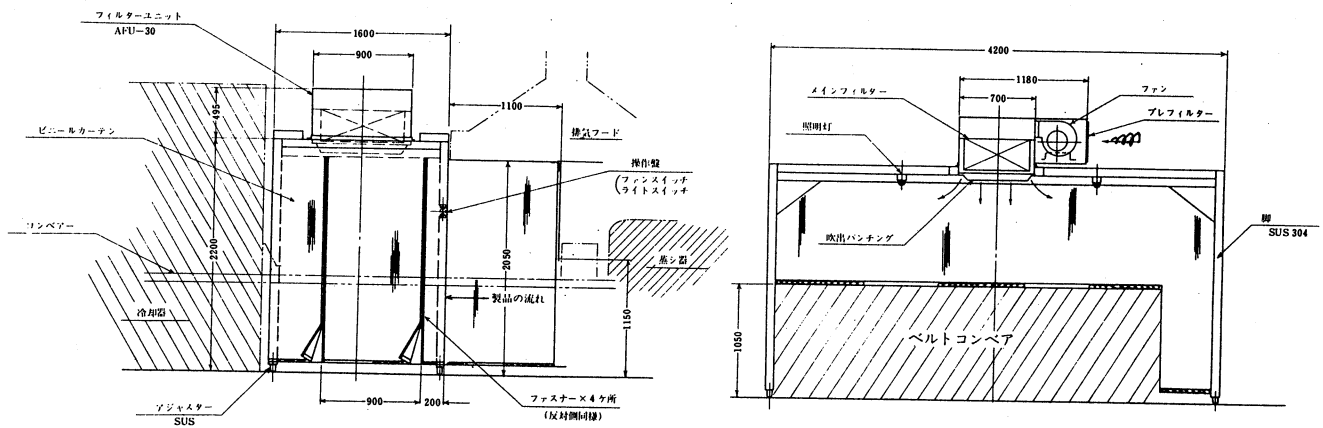 フィルターユニット
AFU-30
1600
900
495
1100
ビニールカーテン
排気フード
操作盤
(ファンスイッチ
ライトスイッチ
コンベアー
2200
2050
蒸シ器
製品の流れ
冷却器
1150
アジャスター
SUS
900
200
ファスナー×4ケ所
(反対側同様)
4200
1180
700
メインフィルター
ファン
プレフィルター
照明灯
吹出パンチング
脚
SUS 304
1050
ベルトコンベア